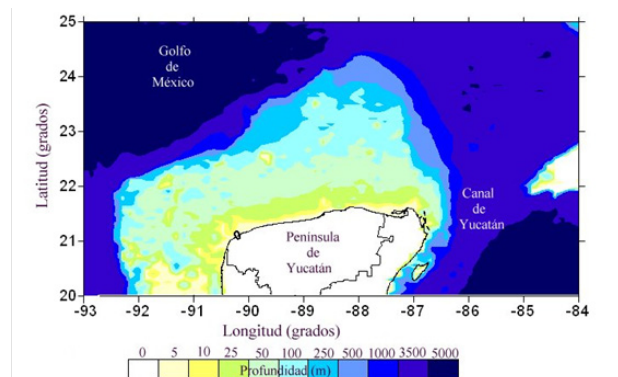 25
24
23
22
21
20
Latitud (grados)
Golfo
de
México
Canal
de
Yucatán
Península
de
Yucatán
-93 -92 -91 -90 -89 -88 -87 -86 -85 -84
Longitud (grados)
0 5 10 25 50 100 250 500 1000 3500 5000
Profundidad (m)